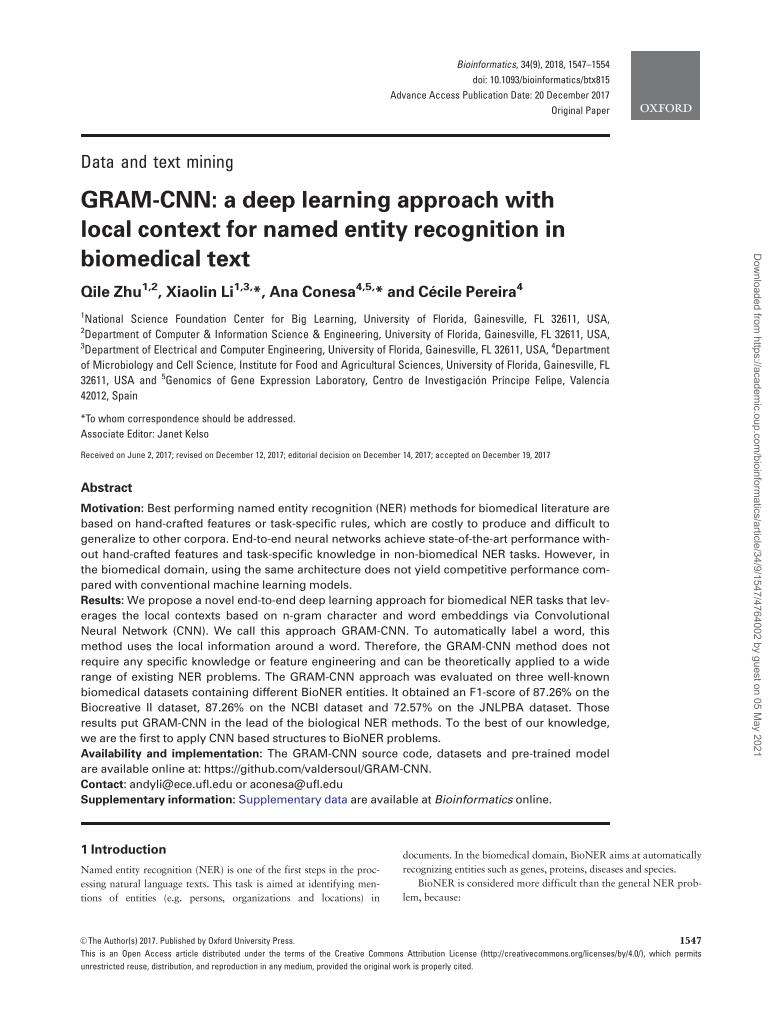 Bioinformatics, 34(9), 2018, 1547–1554
doi: 10.1093/bioinformatics/btx815
Advance Access Publication Date: 20 December 2017
Original Paper
OXFORD
Data and text mining
GRAM-CNN: a deep learning approach with
local context for named entity recognition in
biomedical text
Qile Zhu1,2, Xiaolin Li1,3,*, Ana Conesa4,5,* and Cécile Pereira4
1National Science Foundation Center for Big Learning, University of Florida, Gainesville, FL 32611, USA,
2Department of Computer & Information Science & Engineering, University of Florida, Gainesville, FL 32611, USA,
3Department of Electrical and Computer Engineering, University of Florida, Gainesville, FL 32611, USA, 4Department
of Microbiology and Cell Science, Institute for Food and Agricultural Sciences, University of Florida, Gainesville, FL
32611, USA and 5Genomics of Gene Expression Laboratory, Centro de Investigación Príncipe Felipe, Valencia
42012, Spain
*To whom correspondence should be addressed.
Associate Editor: Janet Kelso
Received on June 2, 2017; revised on December 12, 2017; editorial decision on December 14, 2017; accepted on December 19, 2017
Abstract
Motivation: Best performing named entity recognition (NER) methods for biomedical literature are
based on hand-crafted features or task-specific rules, which are costly to produce and difficult to
generalize to other corpora. End-to-end neural networks achieve state-of-the-art performance with-
out hand-crafted features and task-specific knowledge in non-biomedical NER tasks. However, in
the biomedical domain, using the same architecture does not yield competitive performance com-
pared with conventional machine learning models.
Results: We propose a novel end-to-end deep learning approach for biomedical NER tasks that lev-
erages the local contexts based on n-gram character and word embeddings via Convolutional
Neural Network (CNN). We call this approach GRAM-CNN. To automatically label a word, this
method uses the local information around a word. Therefore, the GRAM-CNN method does not
require any specific knowledge or feature engineering and can be theoretically applied to a wide
range of existing NER problems. The GRAM-CNN approach was evaluated on three well-known
biomedical datasets containing different BioNER entities. It obtained an F1-score of 87.26% on the
Biocreative II dataset, 87.26% on the NCBI dataset and 72.57% on the JNLPBA dataset. Those
results put GRAM-CNN in the lead of the biological NER methods. To the best of our knowledge,
we are the first to apply CNN based structures to BioNER problems.
Availability and implementation: The GRAM-CNN source code, datasets and pre-trained model
are available online at: https://github.com/valdersoul/GRAM-CNN.
Contact: andyli@ece.ufl.edu or aconesa@ufl.edu
Supplementary information: Supplementary data are available at Bioinformatics online.
1 Introduction
Named entity recognition (NER) is one of the first steps in the proc-
essing natural language texts. This task is aimed at identifying men-
tions of entities (e.g. persons, organizations and locations) in
documents. In the biomedical domain, BioNER aims at automatically
recognizing entities such as genes, proteins, diseases and species.
BioNER is considered more difficult than the general NER prob-
lem, because:
© The Author(s) 2017. Published by Oxford University Press.
1547
This is an Open Access article distributed under the terms of the Creative Commons Attribution License (http://creativecommons.org/licenses/by/4.0/), which permits
unrestricted reuse, distribution, and reproduction in any medium, provided the original work is properly cited.
Downloaded from https://academic.oup.com/bioinformatics/article/34/9/1547/4764002 by guest on 05 May 2021